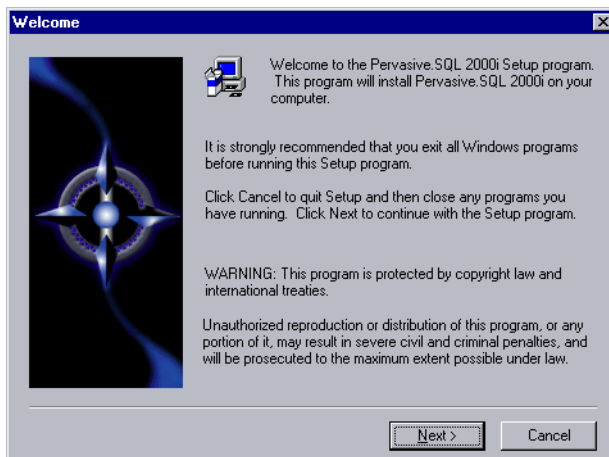 Welcome
Welcome to the Pervasive.SQL 2000i Setup program.
This program will install Pervasive.SQL 2000i on your
computer.
It is strongly recommended that you exit all Windows programs
before running this Setup program.
Click Cancel to quit Setup and then close any programs you
have running. Click Next to continue with the Setup program.
WARNING: This program is protected by copyright law and
international treaties.
Unauthorized reproduction or distribution of this program, or any
portion of it, may result in severe civil and criminal penalties, and
will be prosecuted to the maximum extent possible under law.
Next >
Cancel